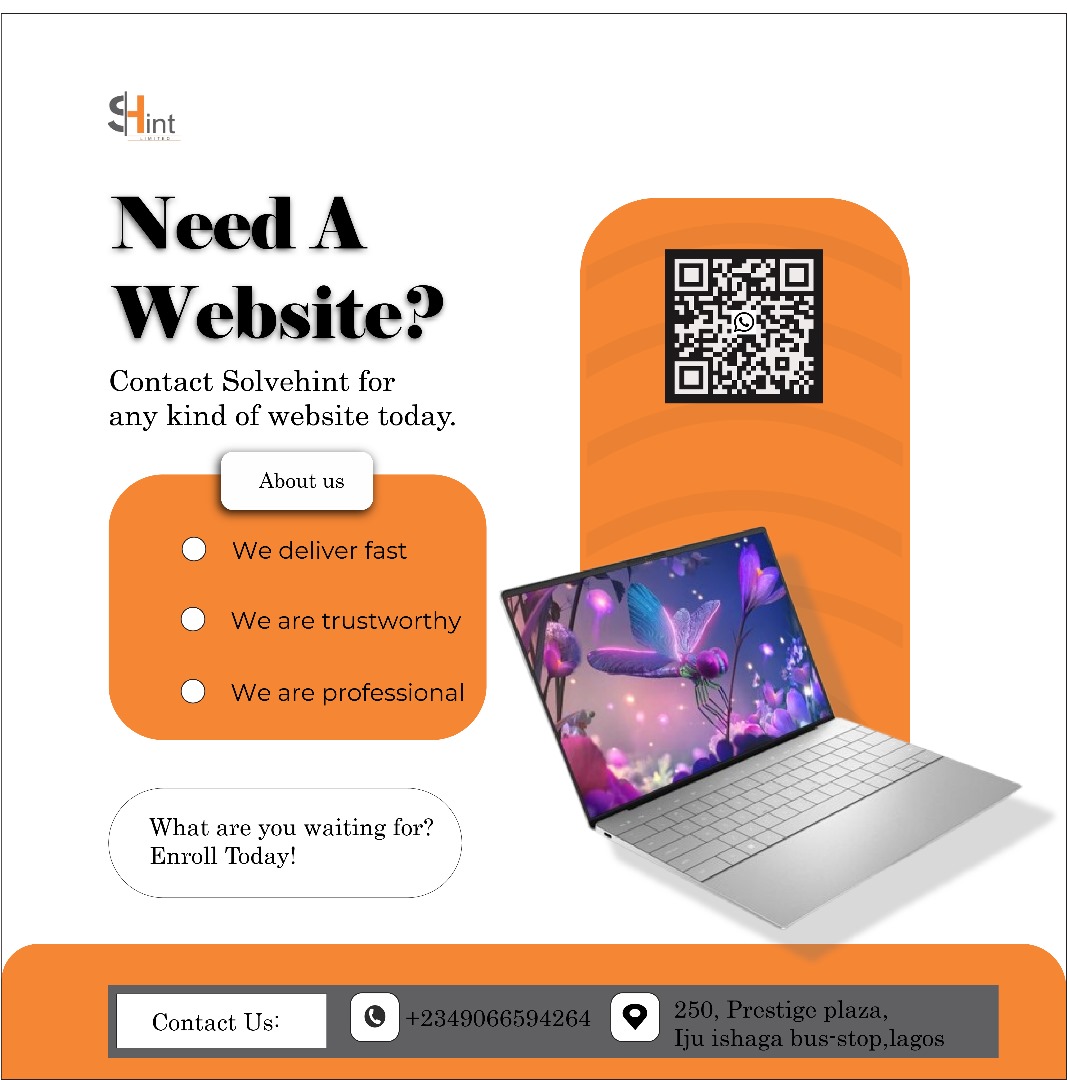 SHint
LIMITED
Need A
Website?
Contact Solvehint for
any kind of website today.
About us
We deliver fast
We are trustworthy
We are professional
What are you waiting for?
Enroll Today!
Contact Us:
+2349066594264
250, Prestige plaza,
Iju ishaga bus-stop,lagos